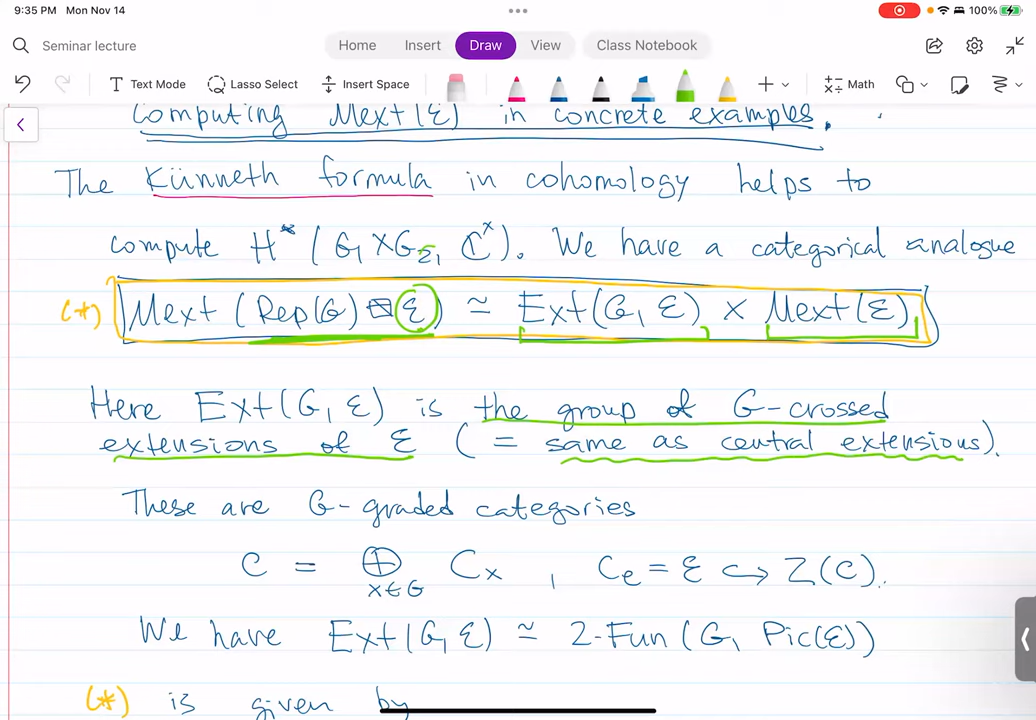 9:35 PM Mon Nov 14
100%
Seminar lecture
Home Insert Draw View Class Notebook
Text Mode Lasso Select Insert Space Math
Computing Mext(ℰ) in concrete examples.
The Künneth formula in cohomology helps to
compute H* (G₁ × G₂, ℂ^×). We have a categorical analogue
(*) Mext (Rep(G) ⊠ ℰ) ≃ Ext(G, ℰ) × Mext(ℰ)
Here Ext(G, ℰ) is the group of G-crossed
extensions of ℰ (= same as central extensions).
These are G-graded categories
C = ⊕ C_x , C_e = ℰ ↪ Z(C).
x∈G
We have Ext(G, ℰ) ≃ 2-Fun(G, Pic(ℰ))
(*) is given by